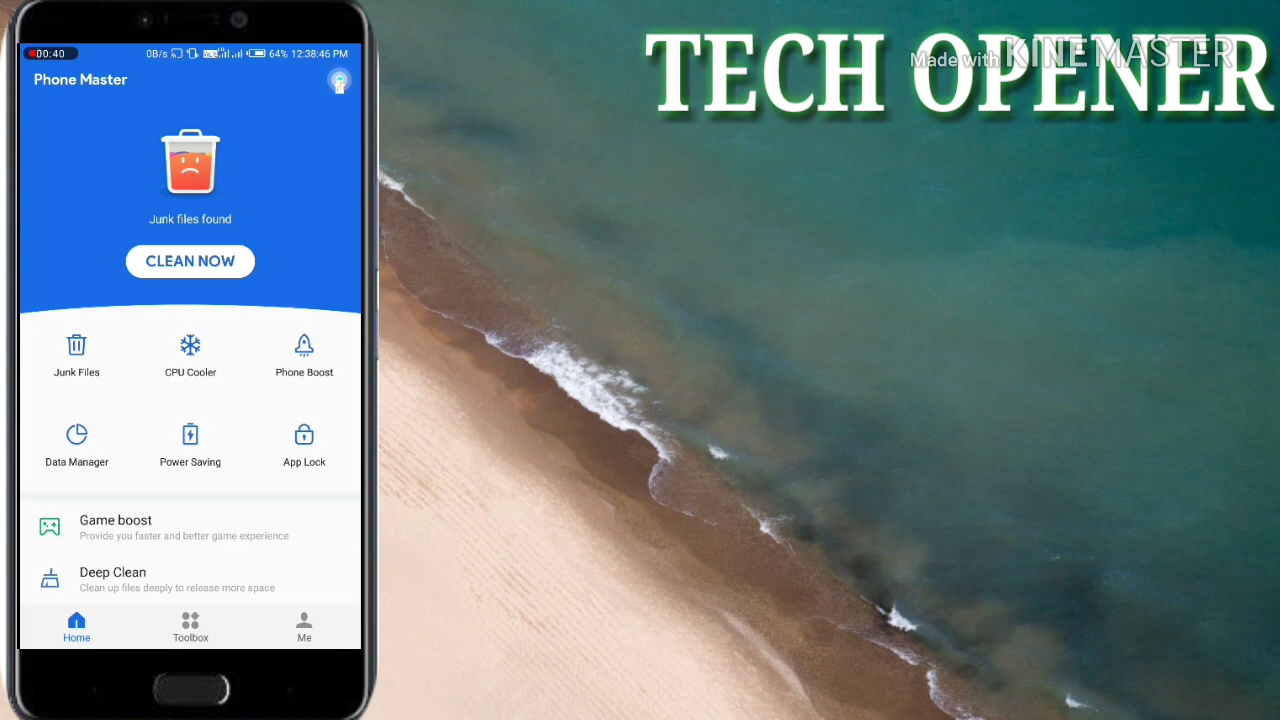 00:40
0B/s 64% 12:38:46 PM
Phone Master
Junk files found
CLEAN NOW
Junk Files
CPU Cooler
Phone Boost
Data Manager
Power Saving
App Lock
Game boost
Provide you faster and better game experience
Deep Clean
Clean up files deeply to release more space
Home
Toolbox
Me
TECH OPENER
Made with KINEMASTER